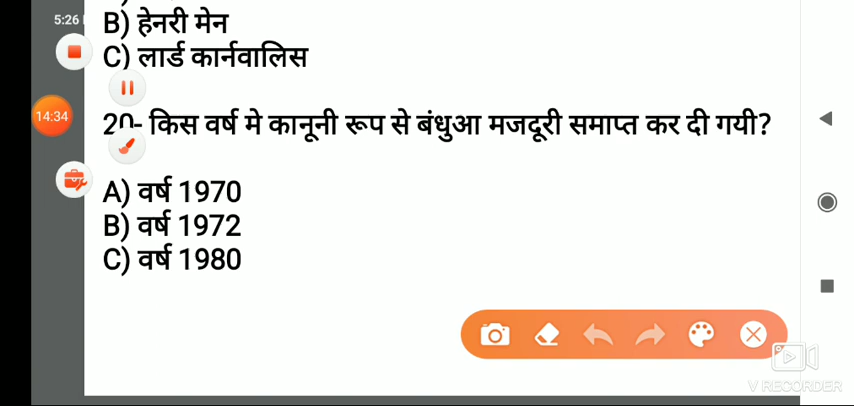 5:26
B) हेनरी मेन
C) लार्ड कार्नवालिस
14:34
20- किस वर्ष मे कानूनी रूप से बंधुआ मजदूरी समाप्त कर दी गयी?
A) वर्ष 1970
B) वर्ष 1972
C) वर्ष 1980
V RECORDER